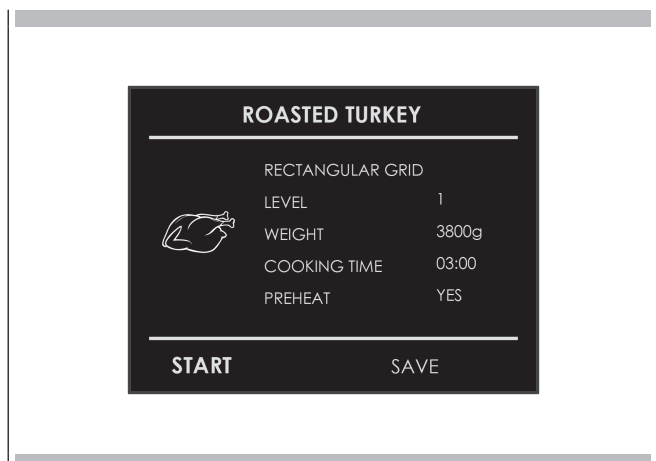 ROASTED TURKEY
RECTANGULAR GRID
LEVEL 1
WEIGHT 3800g
COOKING TIME 03:00
PREHEAT YES
START SAVE